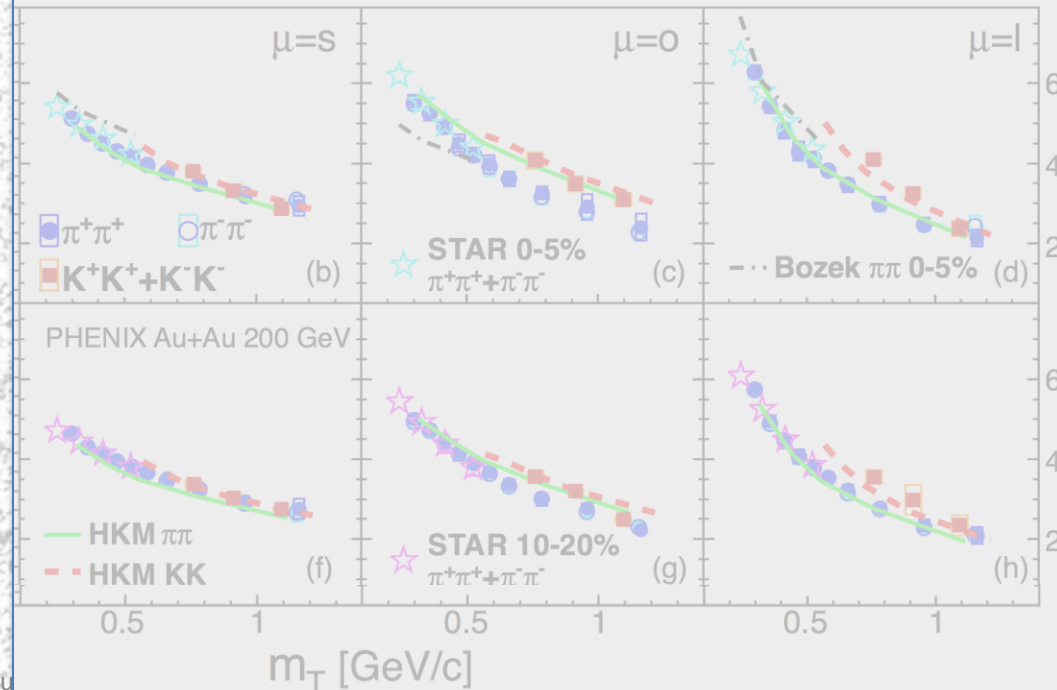 μ=s
μ=o
μ=l
6
4
2
π⁺π⁺
π⁻π⁻
K⁺K⁺+K⁻K⁻
(b)
STAR 0-5%
π⁺π⁺+π⁻π⁻
(c)
Bozek ππ 0-5%
(d)
PHENIX Au+Au 200 GeV
6
4
2
HKM ππ
HKM KK
(f)
STAR 10-20%
π⁺π⁺+π⁻π⁻
(g)
(h)
0.5 1 0.5 1 0.5 1
m_T [GeV/c]
u